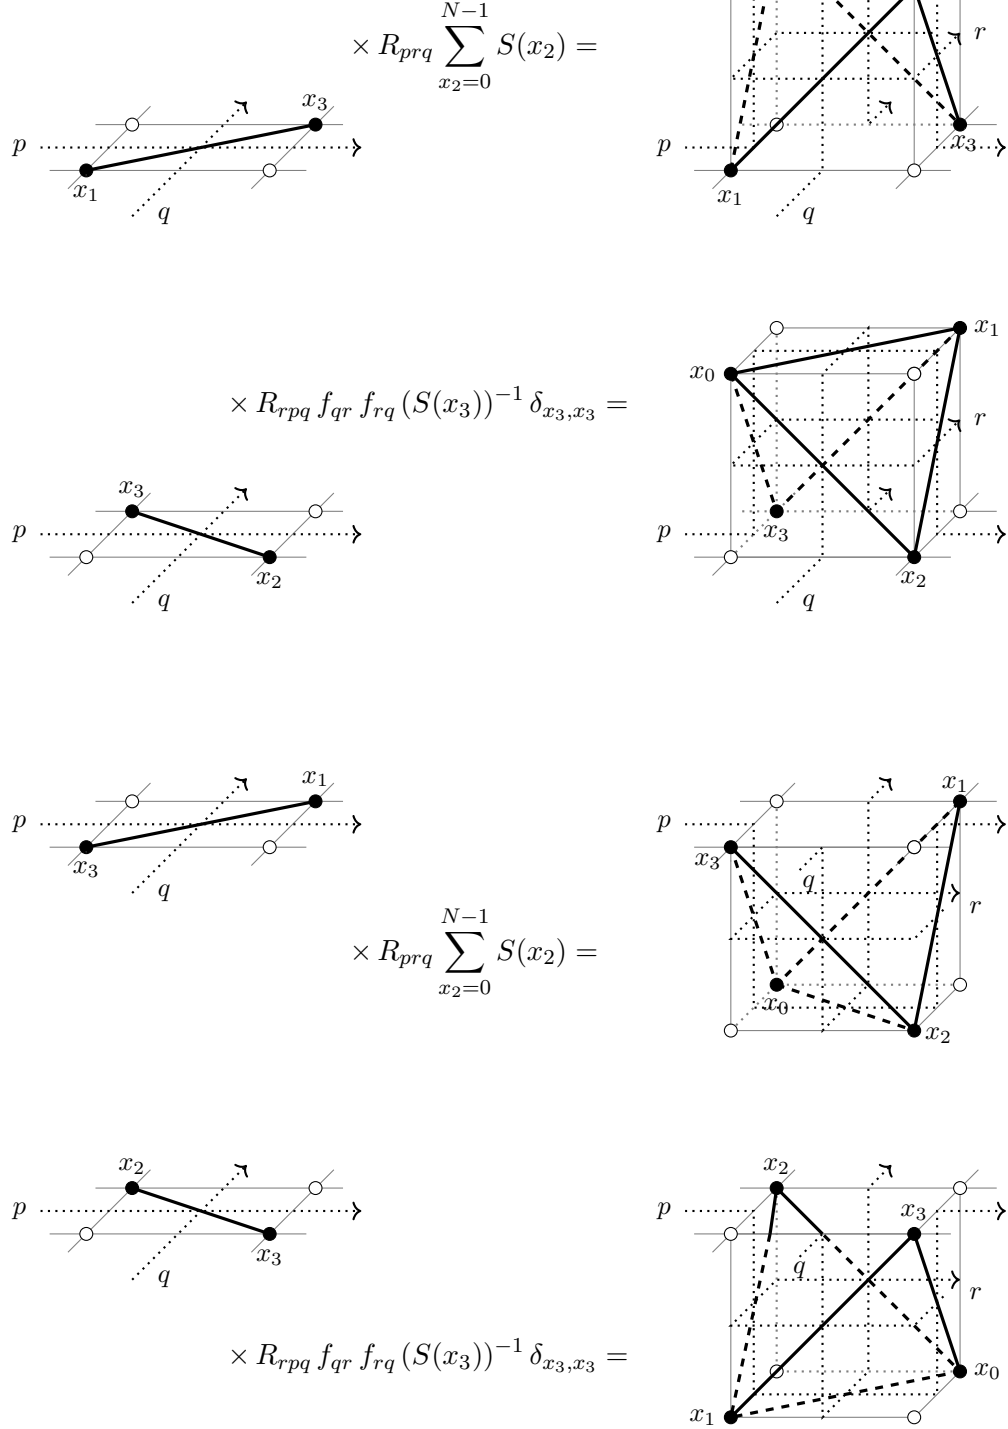 × R_{prq} \sum_{x_2=0}^{N-1} S(x_2) =
r
x_3
p
x_1
q
p
x_3
x_1
q
x_1
x_0
× R_{rpq} f_{qr} f_{rq} (S(x_3))^{-1} δ_{x_3,x_3} =
r
x_3
p
x_2
q
p
x_3
x_2
q
x_1
p
x_3
q
p
x_1
x_3
q
r
× R_{prq} \sum_{x_2=0}^{N-1} S(x_2) =
x_0
x_2
x_2
p
x_3
q
p
x_2
x_3
q
r
× R_{rpq} f_{qr} f_{rq} (S(x_3))^{-1} δ_{x_3,x_3} =
x_0
x_1